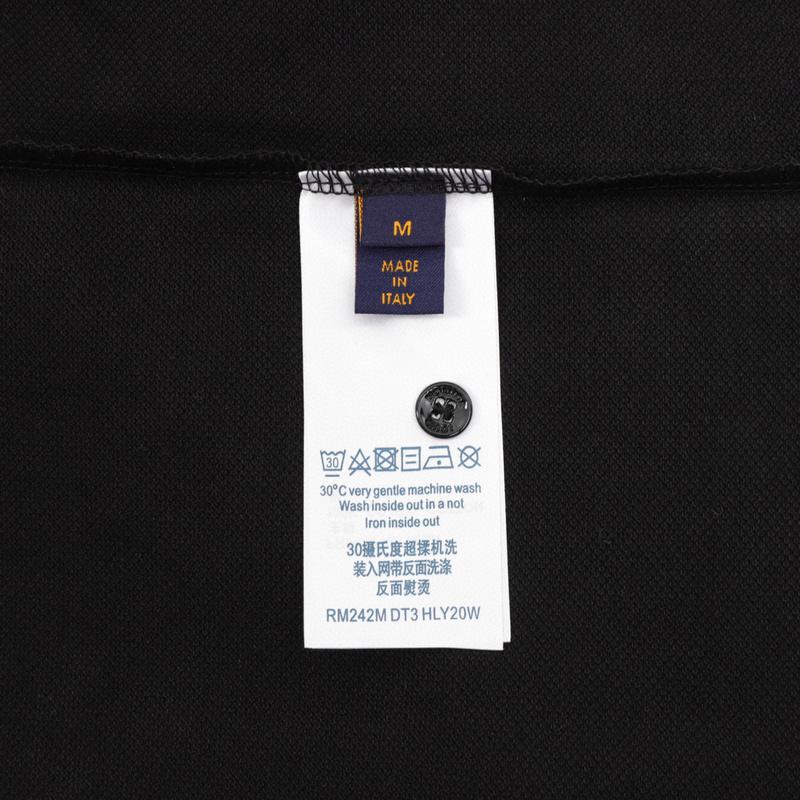 M
MADE
IN
ITALY
30
30°C very gentle machine wash
Wash inside out in a not
Iron inside out
30摄氏度超揉机洗
装入网带反面洗涤
反面熨烫
RM242M DT3 HLY20W